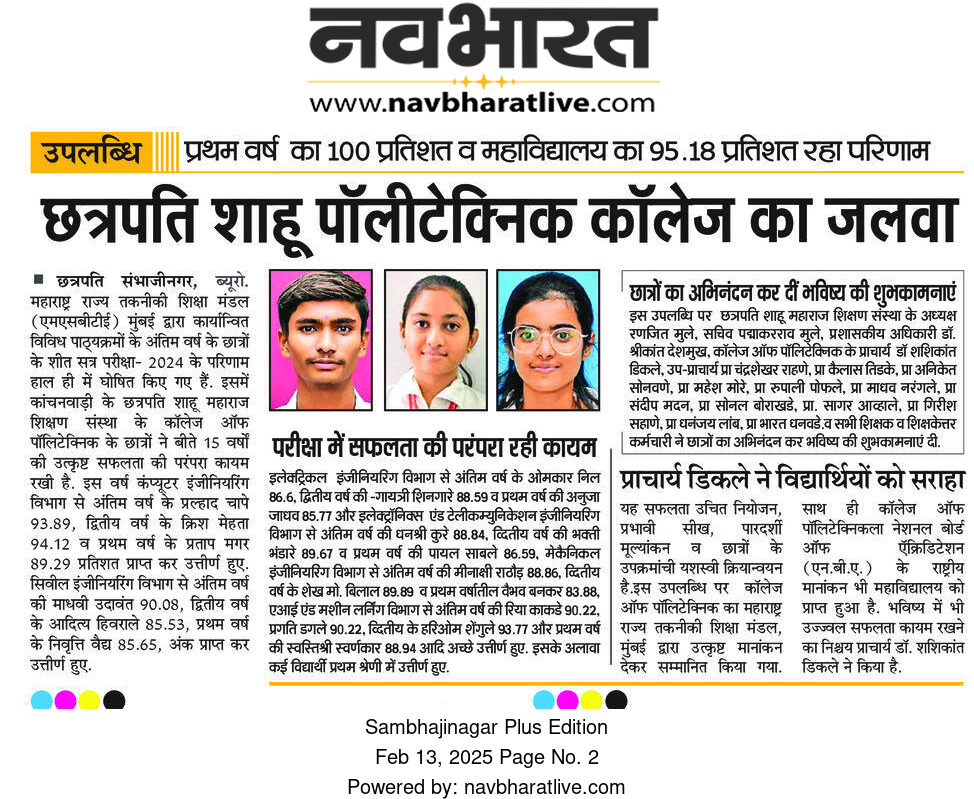 नवभारत
www.navbharatlive.com
उपलब्धि
प्रथम वर्ष का 100 प्रतिशत व महाविद्यालय का 95.18 प्रतिशत रहा परिणाम
छत्रपति शाहू पॉलीटेक्निक कॉलेज का जलवा
■ छत्रपति संभाजीनगर, ब्यूरो.
महाराष्ट्र राज्य तकनीकी शिक्षा मंडल
(एमएसबीटीई) मुंबई द्वारा कार्यान्वित
विविध पाठ्यक्रमों के अंतिम वर्ष के छात्रों
के शीत सत्र परीक्षा- 2024 के परिणाम
हाल ही में घोषित किए गए हैं. इसमें
कांचनवाड़ी के छत्रपति शाहू महाराज
शिक्षण संस्था के कॉलेज ऑफ
पॉलिटेक्निक के छात्रों ने बीते 15 वर्षों
की उत्कृष्ट सफलता की परंपरा कायम
रखी है. इस वर्ष कंप्यूटर इंजीनियरिंग
विभाग से अंतिम वर्ष के प्रल्हाद चापे
93.89, द्वितीय वर्ष के क्रिश मेहता
94.12 व प्रथम वर्ष के प्रताप मगर
89.29 प्रतिशत प्राप्त कर उत्तीर्ण हुए.
सिवील इंजीनियरिंग विभाग से अंतिम वर्ष
की माधवी उदावंत 90.08, द्वितीय वर्ष
के आदित्य हिवराले 85.53, प्रथम वर्ष
के निवृत्ति वैद्य 85.65, अंक प्राप्त कर
उत्तीर्ण हुए.
परीक्षा में सफलता की परंपरा रही कायम
इलेक्ट्रिकल इंजीनियरिंग विभाग से अंतिम वर्ष के ओमकार निल
86.6, द्वितीय वर्ष की -गायत्री शिनगारे 88.59 व प्रथम वर्ष की अनुजा
जाधव 85.77 और इलेक्ट्रॉनिक्स एंड टेलीकम्युनिकेशन इंजीनियरिंग
विभाग से अंतिम वर्ष की धनश्री कुरे 88.84, व्दितीय वर्ष की भक्ती
भंडारे 89.67 व प्रथम वर्ष की पायल साबले 86.59, मेकैनिकल
इंजीनियरिंग विभाग से अंतिम वर्ष की मीनाक्षी राठौड़ 88.86, व्दितीय
वर्ष के शेख मो. बिलाल 89.89 व प्रथम वर्षातील वैभव बनकर 83.88,
एआई एंड मशीन लर्निंग विभाग से अंतिम वर्ष की रिया काकडे 90.22,
प्रगति डगले 90.22, व्दितीय के हरिओम शेंगुले 93.77 और प्रथम वर्ष
की स्वस्तिश्री स्वर्णकार 88.94 आदि अच्छे उत्तीर्ण हुए. इसके अलावा
कई विद्यार्थी प्रथम श्रेणी में उत्तीर्ण हुए.
छात्रों का अभिनंदन कर दीं भविष्य की शुभकामनाएं
इस उपलब्धि पर छत्रपति शाहू महाराज शिक्षण संस्था के अध्यक्ष
रणजित मुले, सचिव पद्माकरराव मुले, प्रशासकीय अधिकारी डॉ.
श्रीकांत देशमुख, कॉलेज ऑफ पॉलिटेक्निक के प्राचार्य डॉ शशिकांत
डिकले, उप-प्राचार्य प्रा चंद्रशेखर राहणे, प्रा कैलास तिडके, प्रा अनिकेत
सोनवणे, प्रा महेश मोरे, प्रा रुपाली पोफले, प्रा माधव नरंगले, प्रा
संदीप मदन, प्रा सोनल बोराखडे, प्रा. सागर आव्हाले, प्रा गिरीश
सहाणे, प्रा धनंजय लांब, प्रा भारत धनवडे.व सभी शिक्षक व शिक्षकेत्तर
कर्मचारी ने छात्रों का अभिनंदन कर भविष्य की शुभकामनाएं दी.
प्राचार्य डिकले ने विद्यार्थियों को सराहा
यह सफलता उचित नियोजन,
प्रभावी सीख, पारदर्शी
मूल्यांकन व छात्रों के
उपक्रमांची यशस्वी क्रियान्वयन
है.इस उपलब्धि पर कॉलेज
ऑफ पॉलिटेक्निक का महाराष्ट्र
राज्य तकनीकी शिक्षा मंडल,
मुंबई द्वारा उत्कृष्ट मानांकन
देकर सम्मानित किया गया.
साथ ही कॉलेज ऑफ
पॉलिटेक्निकला नेशनल बोर्ड
ऑफ ऍक्रिडिटेशन
(एन.बी.ए.) के राष्ट्रीय
मानांकन भी महाविद्यालय को
प्राप्त हुआ है. भविष्य में भी
उज्ज्वल सफलता कायम रखने
का निश्चय प्राचार्य डॉ. शशिकांत
डिकले ने किया है.
Sambhajinagar Plus Edition
Feb 13, 2025 Page No. 2
Powered by: navbharatlive.com